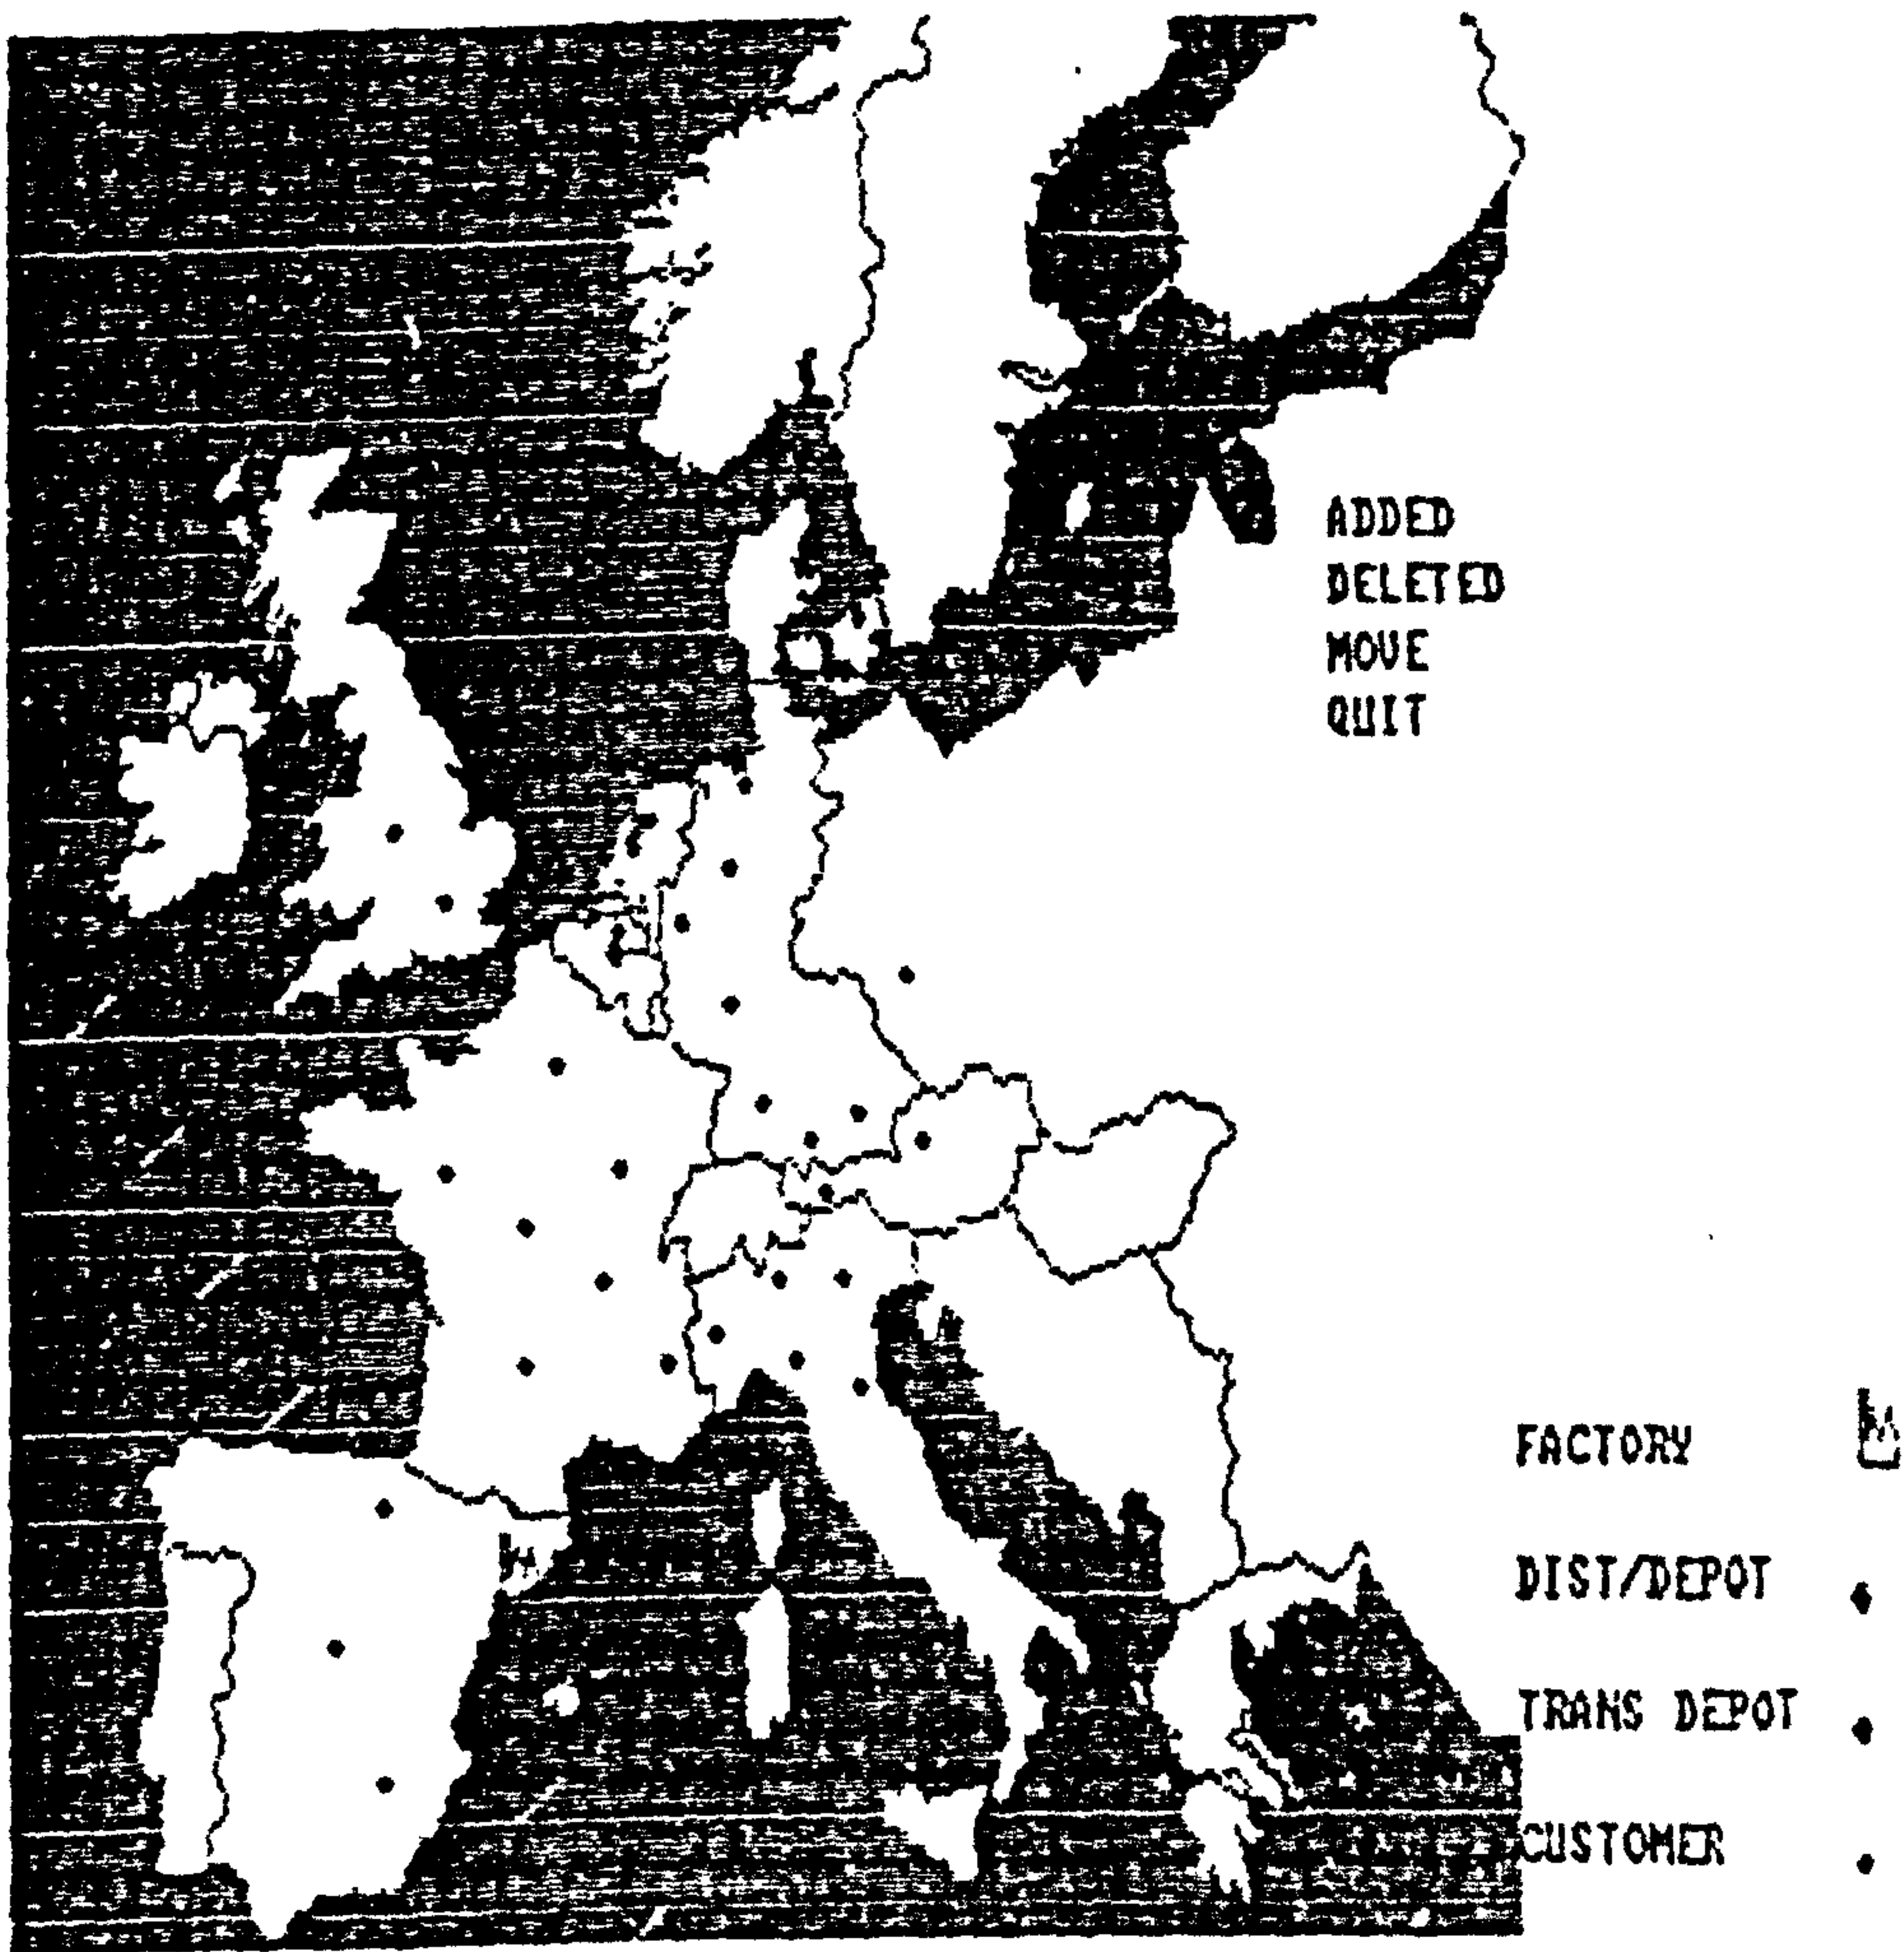 ADDED
DELETED
MOVE
QUIT
FACTORY
DIST/DEPOT
TRANS DEPOT
CUSTOMER